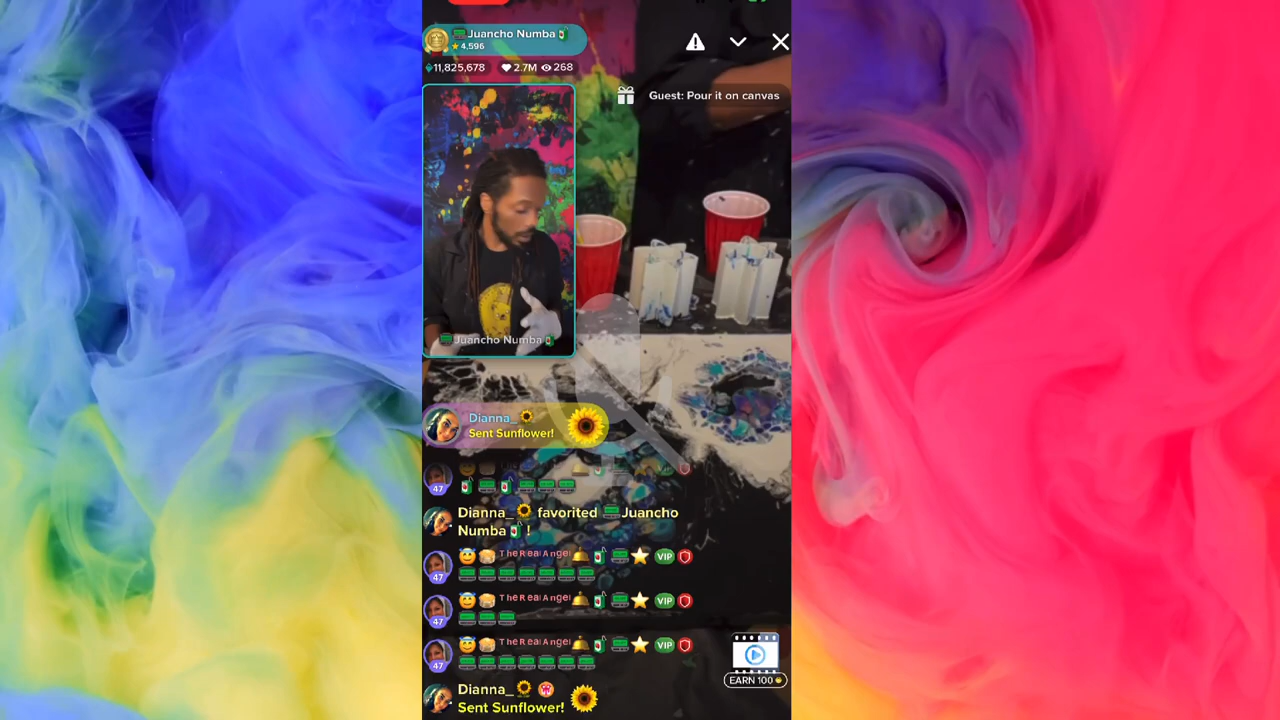 Juancho Numba
4,596
11,825,678 2.7M 268
Guest: Pour it on canvas
Juancho Numba
Dianna_
Sent Sunflower!
47
Dianna_ favorited Juancho
Numba !
TheRealAngel VIP
47
TheRealAngel VIP
47
TheRealAngel VIP
47
EARN 100
Dianna_
Sent Sunflower!